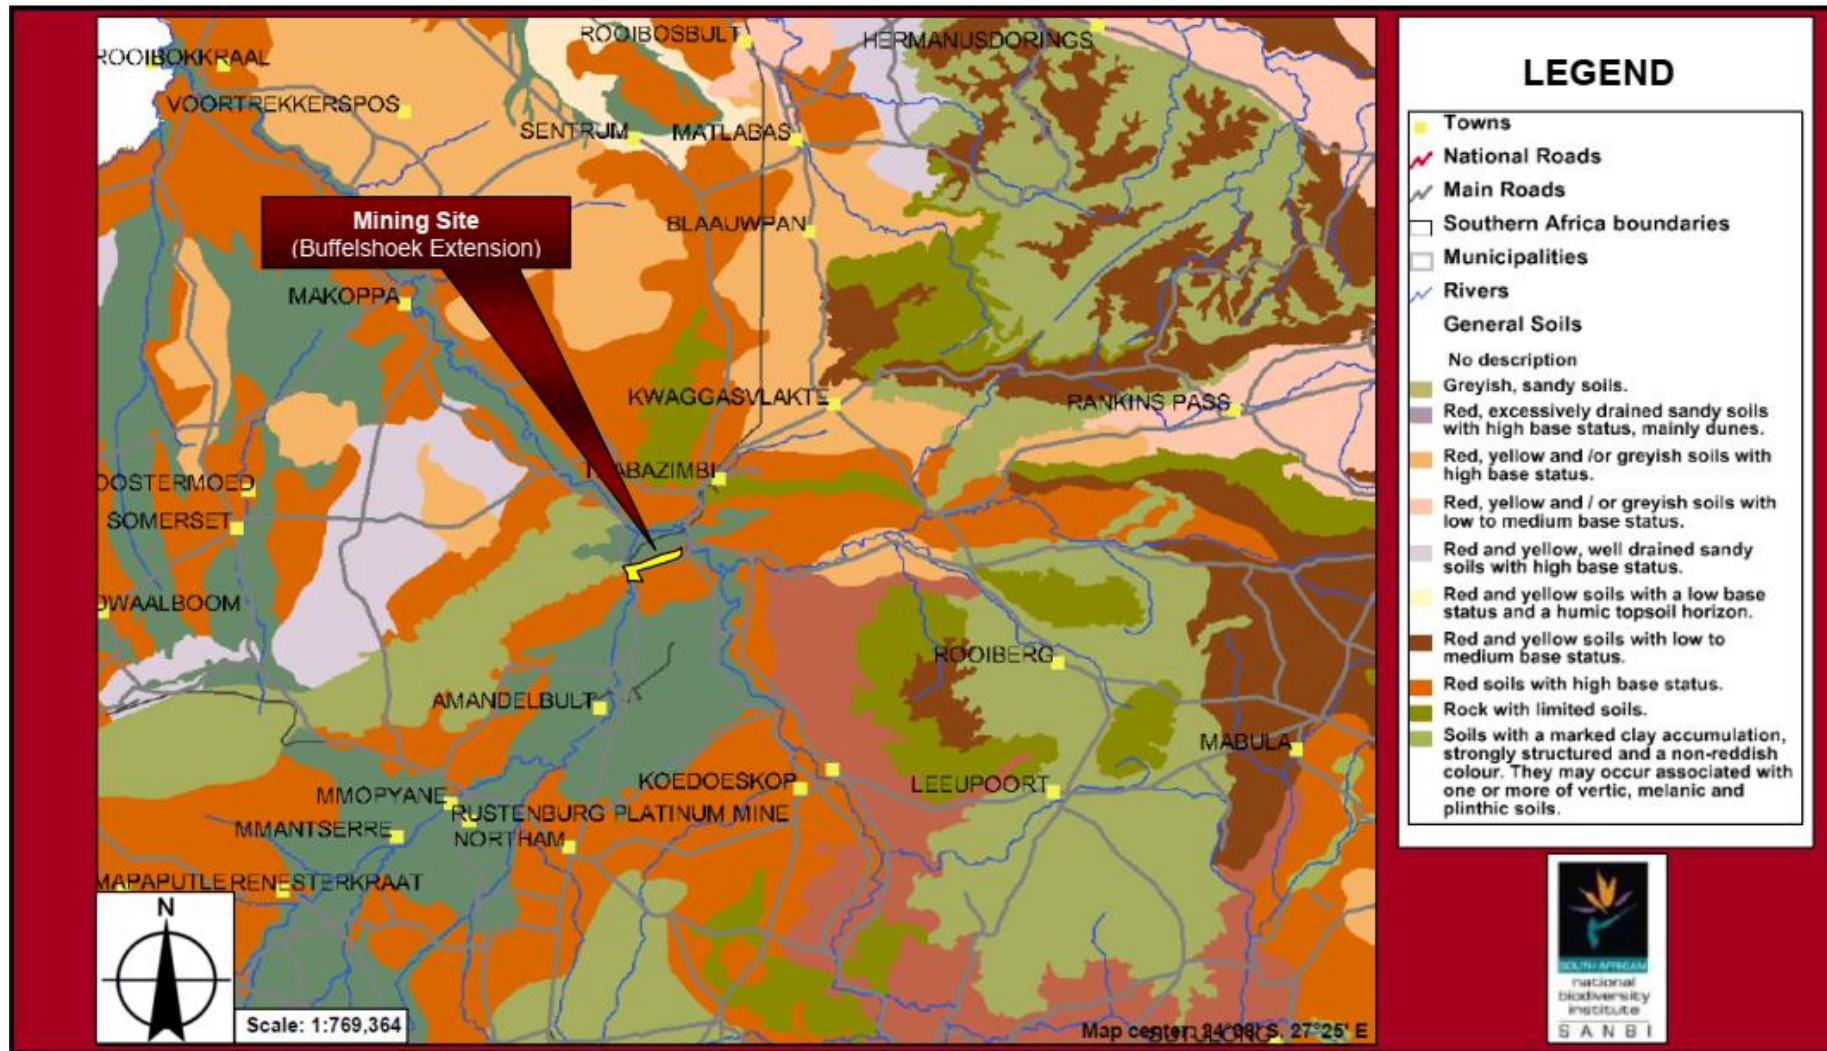 ROOIBOSBULT
HERMANUSDORINGS
ROOIBOKKRAAL
VOORTREKKERSPOS
SENTRUM
MATLABAS
Mining Site
(Buffelshoek Extension)
BLAAUWPAN
MAKOPPA
KWAGGASVLAKTE
RANKINS PASS
OOSTERMOED
SOMERSET
DWAALBOOM
ROOIBERG
AMANDELBULT
MABULA
KOEDOESKOP
LEEUPOORT
MMOPYANE
RUSTENBURG PLATINUM MINE
MMANTSERRE
NORTHAM
MAPAPUTLE
RENESTERKRAAT
N
Scale: 1:769,364
Map center: 24°08' S, 27°25' E
LEGEND
Towns
National Roads
Main Roads
Southern Africa boundaries
Municipalities
Rivers
General Soils
No description
Greyish, sandy soils.
Red, excessively drained sandy soils
with high base status, mainly dunes.
Red, yellow and /or greyish soils with
high base status.
Red, yellow and / or greyish soils with
low to medium base status.
Red and yellow, well drained sandy
soils with high base status.
Red and yellow soils with a low base
status and a humic topsoil horizon.
Red and yellow soils with low to
medium base status.
Red soils with high base status.
Rock with limited soils.
Soils with a marked clay accumulation,
strongly structured and a non-reddish
colour. They may occur associated with
one or more of vertic, melanic and
plinthic soils.
SOUTH AFRICAN
national
biodiversity
institute
SANBI